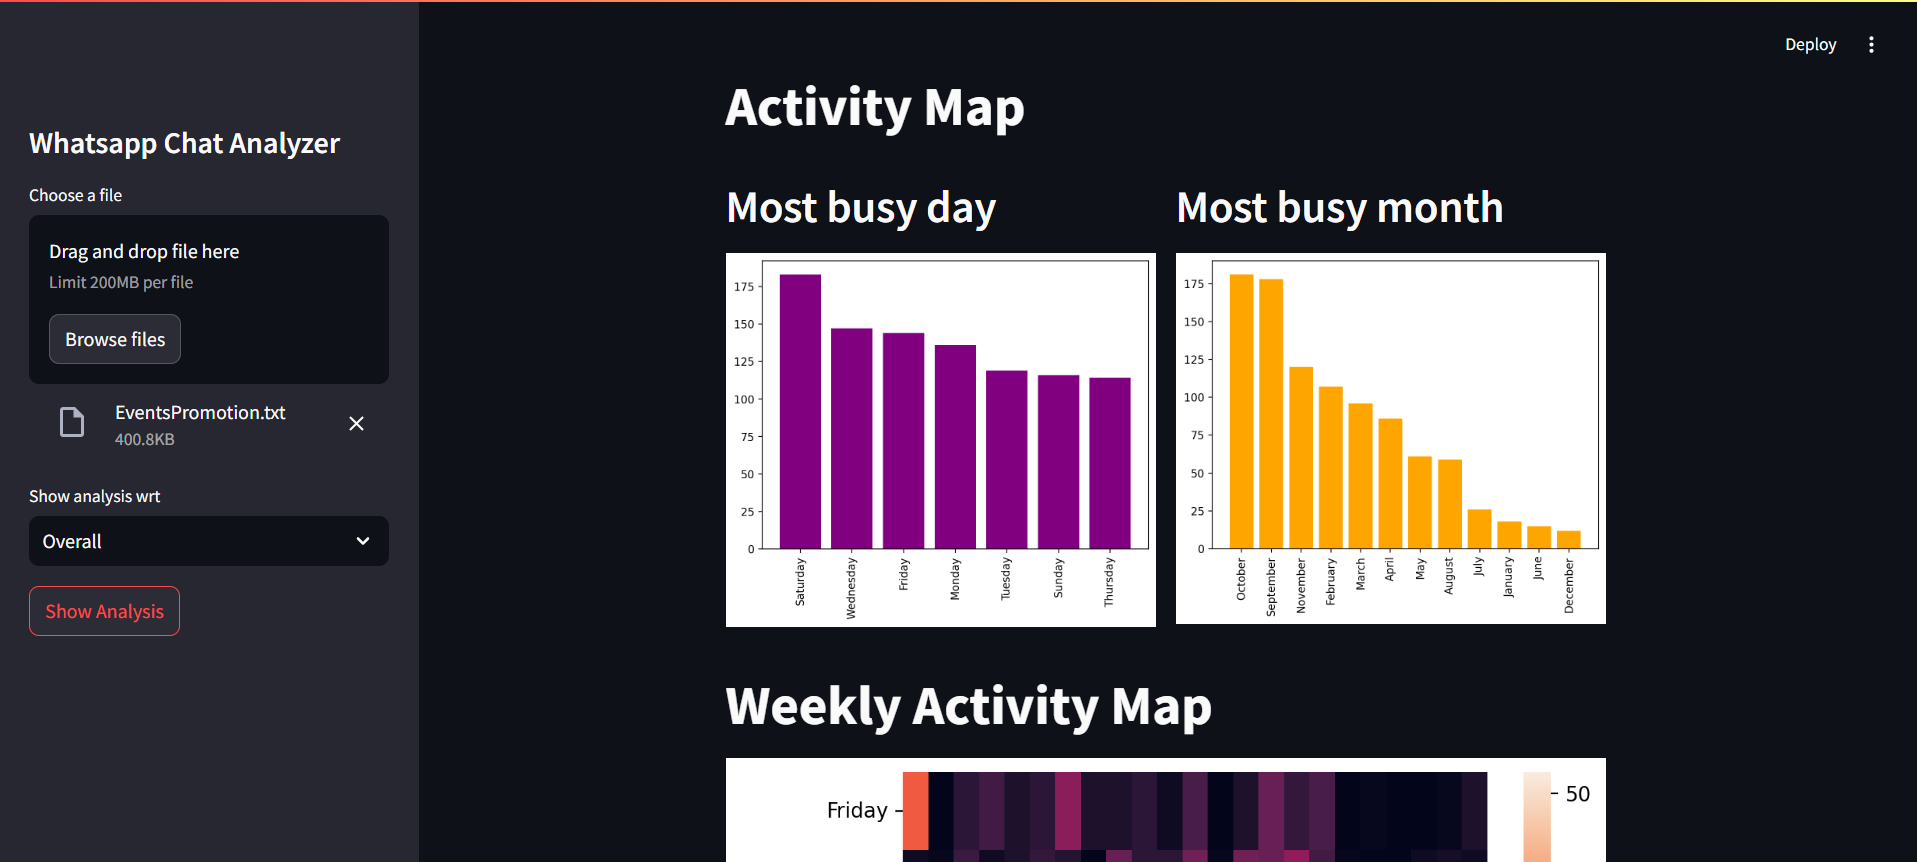 Deploy
Whatsapp Chat Analyzer
Choose a file
Drag and drop file here
Limit 200MB per file
Browse files
EventsPromotion.txt
400.8KB
Show analysis wrt
Overall
Show Analysis
Activity Map
Most busy day
175
150
125
100
75
50
25
0
Saturday
Wednesday
Friday
Monday
Tuesday
Sunday
Thursday
Most busy month
175
150
125
100
75
50
25
0
October
September
November
February
March
April
May
August
July
January
June
December
Weekly Activity Map
Friday
50